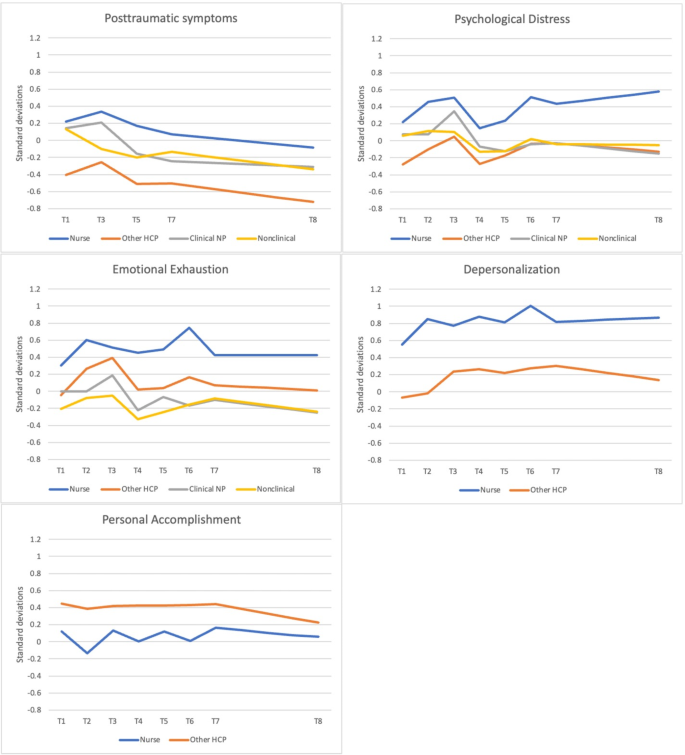 Posttraumatic symptoms
Standard deviations
1.2
1
0.8
0.6
0.4
0.2
0
-0.2
-0.4
-0.6
-0.8
T1 T3 T5 T7 T8
Nurse Other HCP Clinical NP Nonclinical
Psychological Distress
Standard deviations
1.2
1
0.8
0.6
0.4
0.2
0
-0.2
-0.4
-0.6
-0.8
T1 T2 T3 T4 T5 T6 T7 T8
Nurse Other HCP Clinical NP Nonclinical
Emotional Exhaustion
Standard deviations
1.2
1
0.8
0.6
0.4
0.2
0
-0.2
-0.4
-0.6
-0.8
T1 T2 T3 T4 T5 T6 T7 T8
Nurse Other HCP Clinical NP Nonclinical
Depersonalization
Standard deviations
1.2
1
0.8
0.6
0.4
0.2
0
-0.2
-0.4
-0.6
-0.8
T1 T2 T3 T4 T5 T6 T7 T8
Nurse Other HCP
Personal Accomplishment
Standard deviations
1.2
1
0.8
0.6
0.4
0.2
0
-0.2
-0.4
-0.6
-0.8
T1 T2 T3 T4 T5 T6 T7 T8
Nurse Other HCP